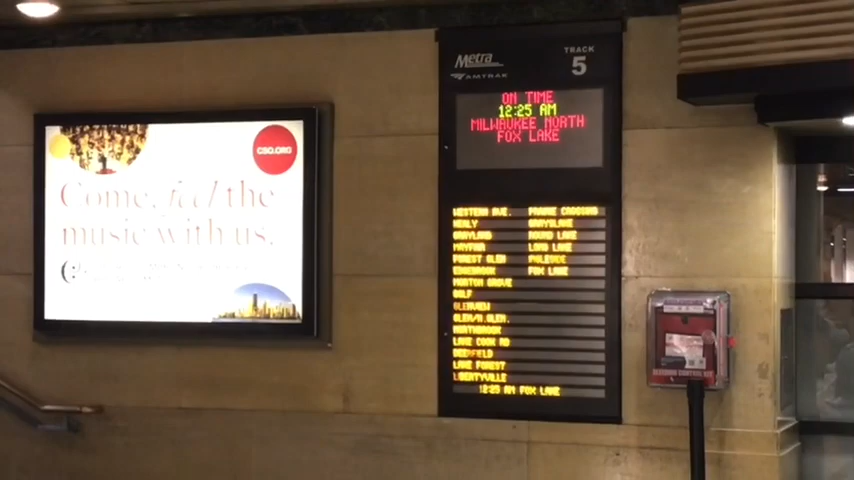 CSO.ORG
Come, feel the
music with us.
Metra
AMTRAK
TRACK
5
ON TIME
12:25 AM
MILWAUKEE NORTH
FOX LAKE
WESTERN AVE.
HEALY
GRAYLAND
MAYFAIR
FOREST GLEN
EDGEBROOK
MORTON GROVE
GOLF
GLENVIEW
GLEN/N.GLEN.
NORTHBROOK
LAKE COOK RD
DEERFIELD
LAKE FOREST
LIBERTYVILLE
PRAIRIE CROSSING
GRAYSLAKE
ROUND LAKE
LONG LAKE
INGLESIDE
FOX LAKE
12:25 AM FOX LAKE
BLEEDING CONTROL KIT